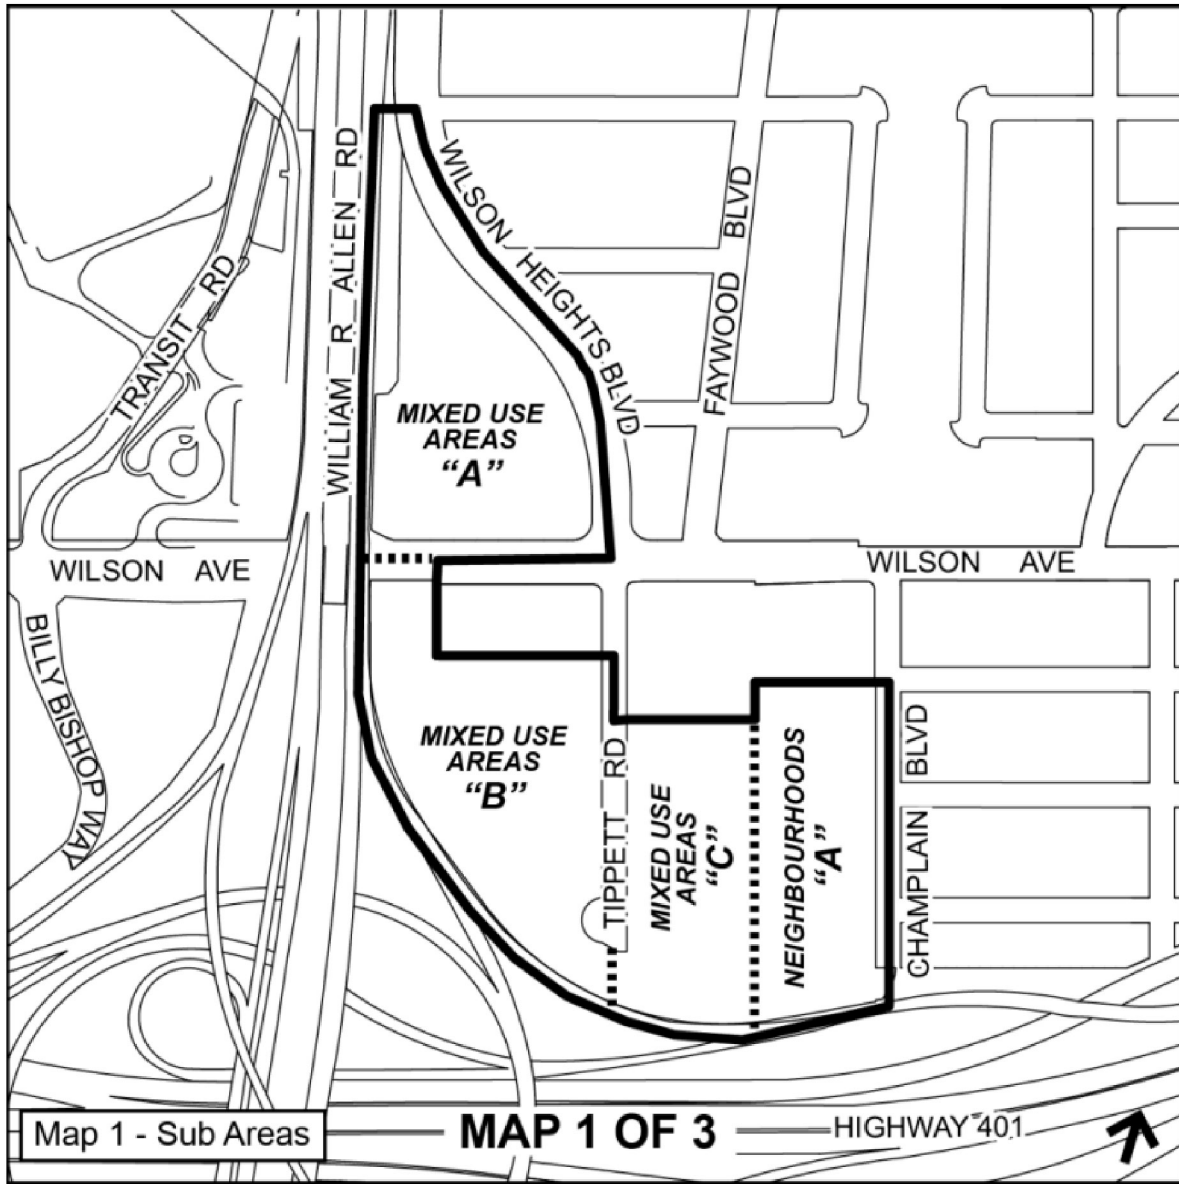 WILLIAM R ALLEN RD
WILSON HEIGHTS BLVD
FAYWOOD BLVD
TRANSIT RD
MIXED USE
AREAS
“A”
WILSON AVE
WILSON AVE
BILLY BISHOP WAY
MIXED USE
AREAS
“B”
TIPPETT RD
MIXED USE
AREAS
“C”
NEIGHBOURHOODS
“A”
CHAMPLAIN BLVD
Map 1 - Sub Areas
MAP 1 OF 3
HIGHWAY 401